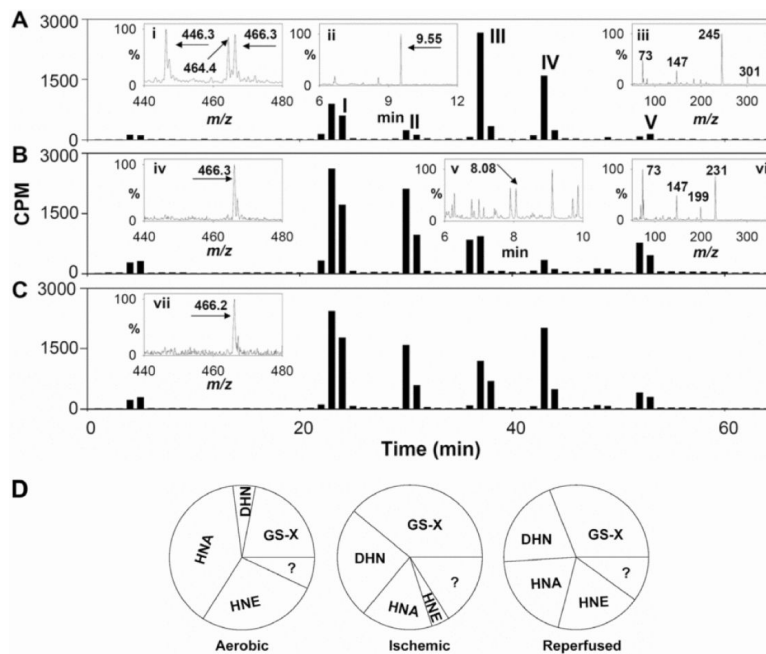 A
3000
1500
0
i
100
%
0
446.3
464.4
466.3
440 460 480
m/z
I
ii
100
%
0
9.55
6 9 12
min
II
III
IV
V
iii
100
%
0
245
73
147
301
100 200 300
m/z
B
CPM
3000
1500
0
iv
100
%
0
466.3
440 460 480
m/z
v
100
%
0
8.08
6 8 10
min
vi
100
%
0
73
231
147
199
100 200 300
m/z
C
3000
1500
0
vii
100
%
0
466.2
440 460 480
m/z
0 20 40 60
Time (min)
D
DHN
GS-X
HNA
?
HNE
Aerobic
GS-X
DHN
?
HNA
HNE
Ischemic
DHN
GS-X
HNA
?
HNE
Reperfused